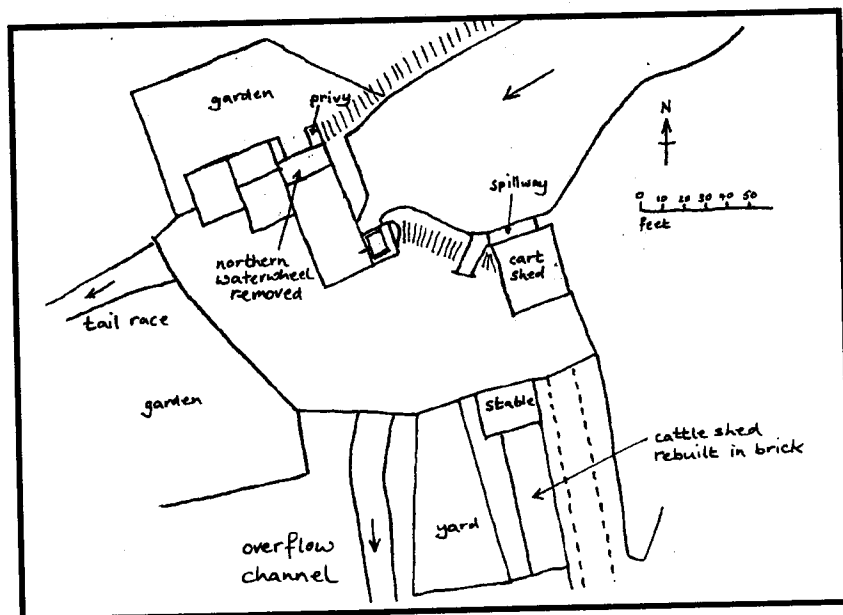 garden
privy
N
spillway
0 10 20 30 40 50
feet
cart
shed
northern
waterwheel
removed
tail race
garden
stable
cattle shed
rebuilt in brick
yard
overflow
channel